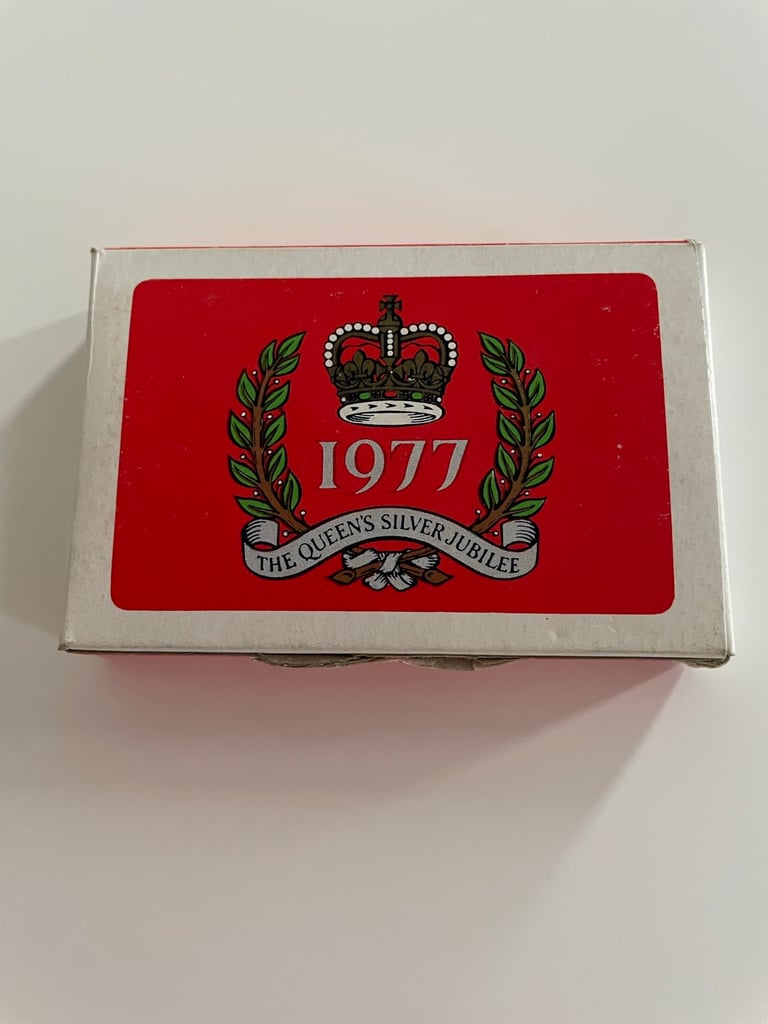 1977
THE QUEEN'S SILVER JUBILEE